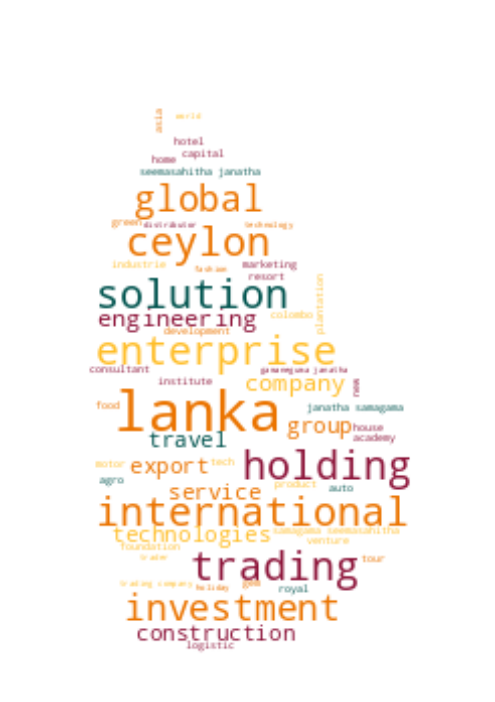 asia world
hotel
home capital
seemasahitha janatha
global
green distributor technology
ceylon
industrie fashion marketing
resort
solution plantation
engineering colombo
development
enterprise
consultant gamameguma janatha
institute company new
lanka
food janatha samagama
group house
travel academy
holding
motor export tech
agro product auto
service
international
technologies samagama seemasahitha
venture
foundation
trader tour
trading
trading company holiday gem royal
investment
construction
logistic